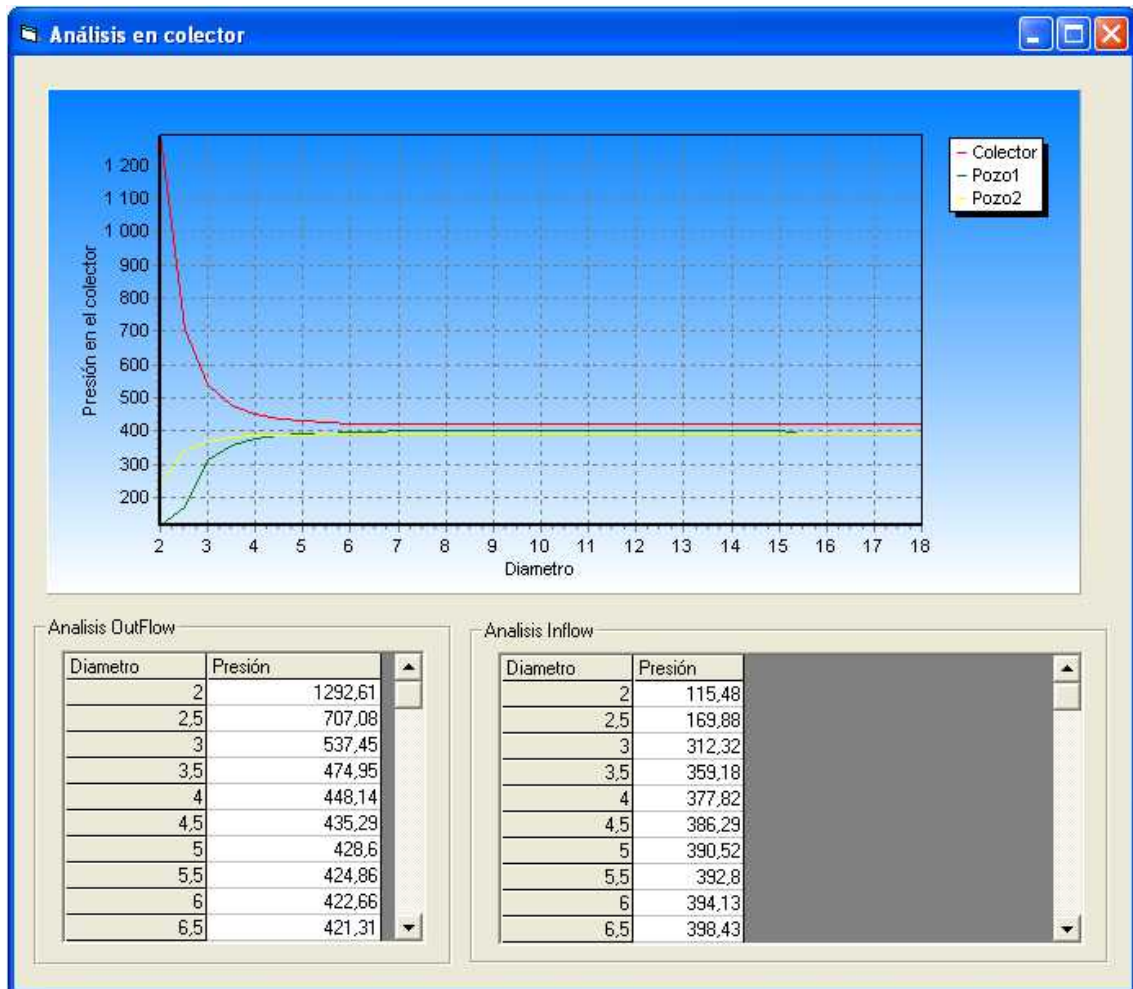 Análisis en colector
Presión en el colector
1 200
1 100
1 000
900
800
700
600
500
400
300
200
2 3 4 5 6 7 8 9 10 11 12 13 14 15 16 17 18
Diametro
Colector
Pozo1
Pozo2
Analisis OutFlow
Diametro Presión
2 1292,61
2,5 707,08
3 537,45
3,5 474,95
4 448,14
4,5 435,29
5 428,6
5,5 424,86
6 422,66
6,5 421,31
Analisis Inflow
Diametro Presión
2 115,48
2,5 169,88
3 312,32
3,5 359,18
4 377,82
4,5 386,29
5 390,52
5,5 392,8
6 394,13
6,5 398,43